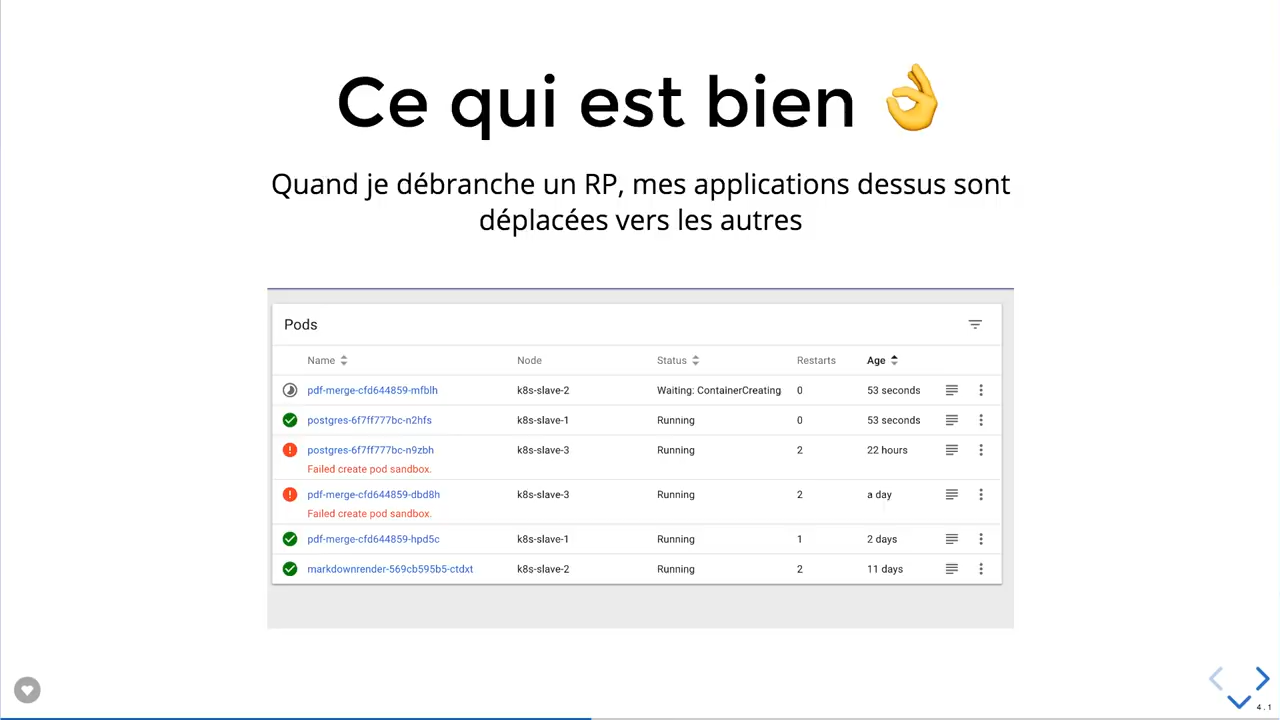 Ce qui est bien 👌
Quand je débranche un RP, mes applications dessus sont
déplacées vers les autres
Pods
Name Node Status Restarts Age
pdf-merge-cfd644859-mfblh k8s-slave-2 Waiting: ContainerCreating 0 53 seconds
postgres-6f7ff777bc-n2hfs k8s-slave-1 Running 0 53 seconds
postgres-6f7ff777bc-n9zbh k8s-slave-3 Running 2 22 hours
Failed create pod sandbox.
pdf-merge-cfd644859-dbd8h k8s-slave-3 Running 2 a day
Failed create pod sandbox.
pdf-merge-cfd644859-hpd5c k8s-slave-1 Running 1 2 days
markdownrender-569cb595b5-ctdxt k8s-slave-2 Running 2 11 days
4.1